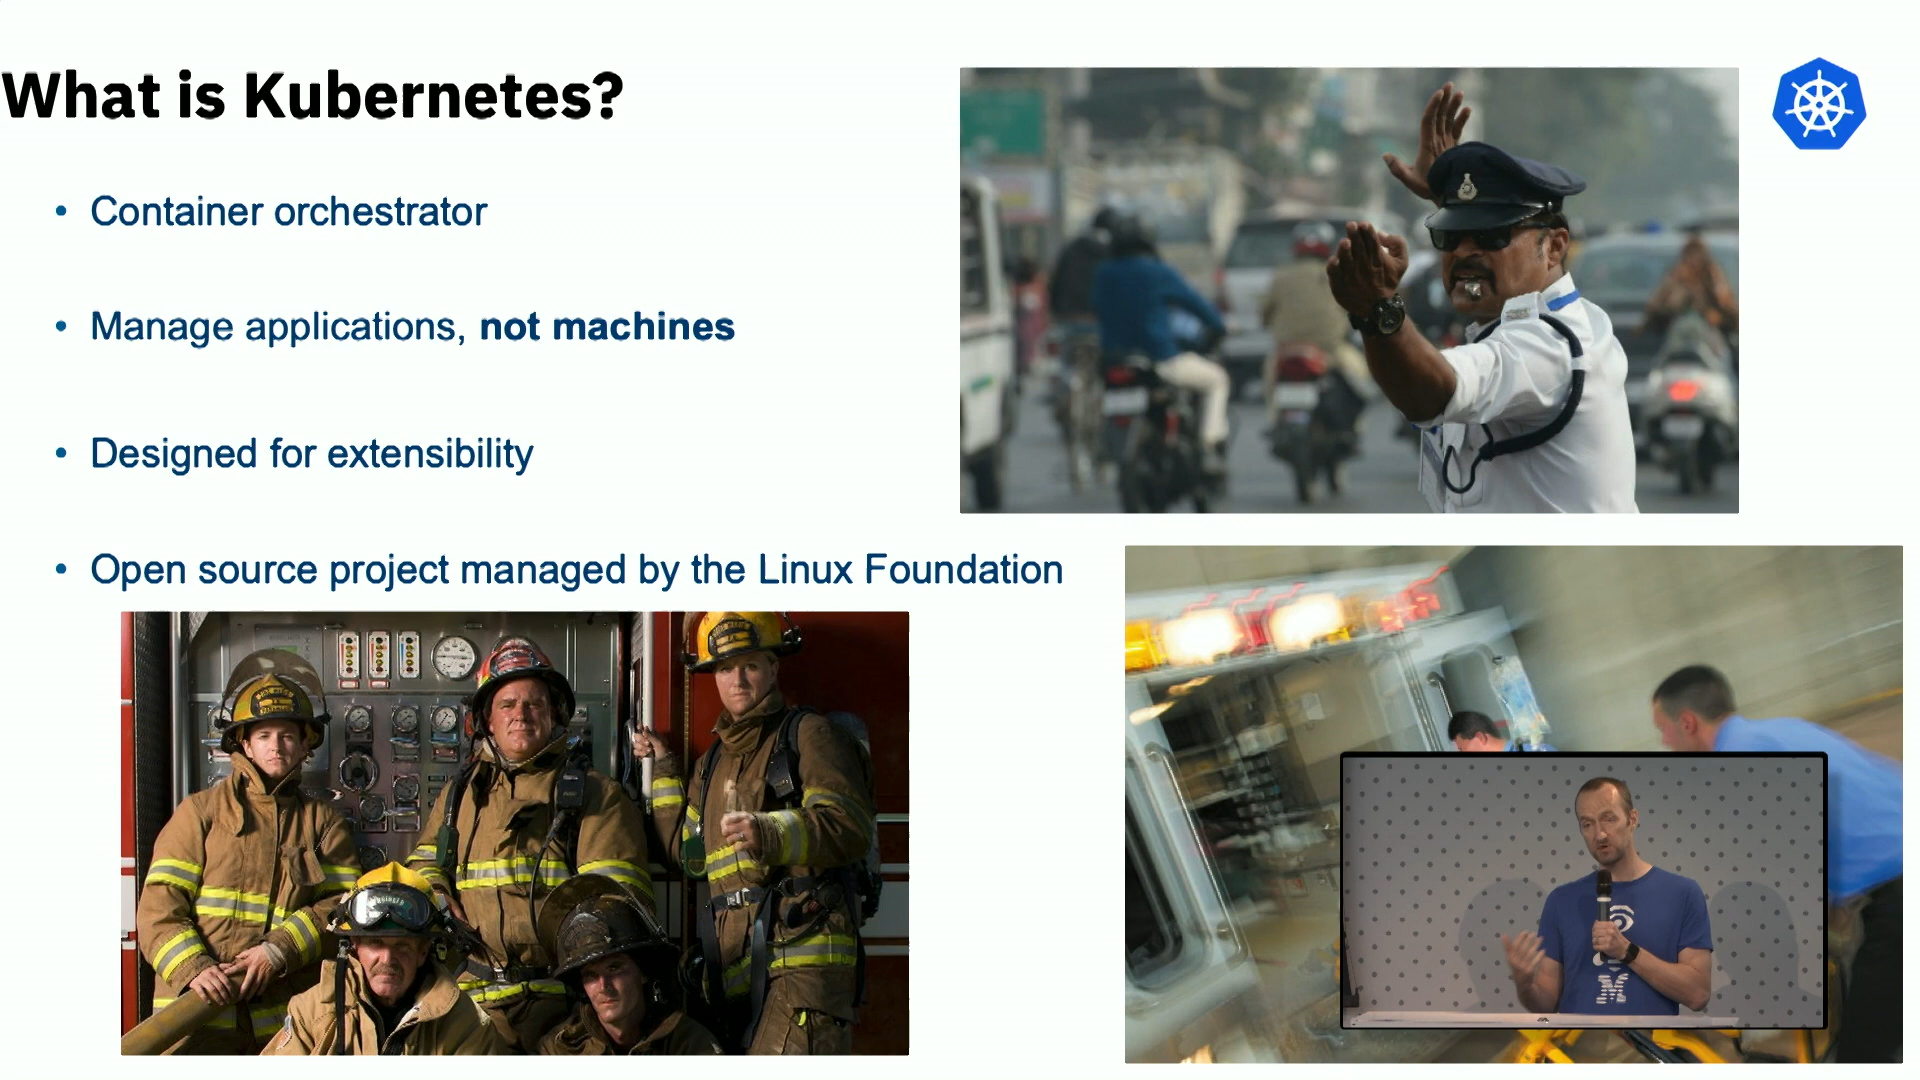 What is Kubernetes?
• Container orchestrator
• Manage applications, not machines
• Designed for extensibility
• Open source project managed by the Linux Foundation